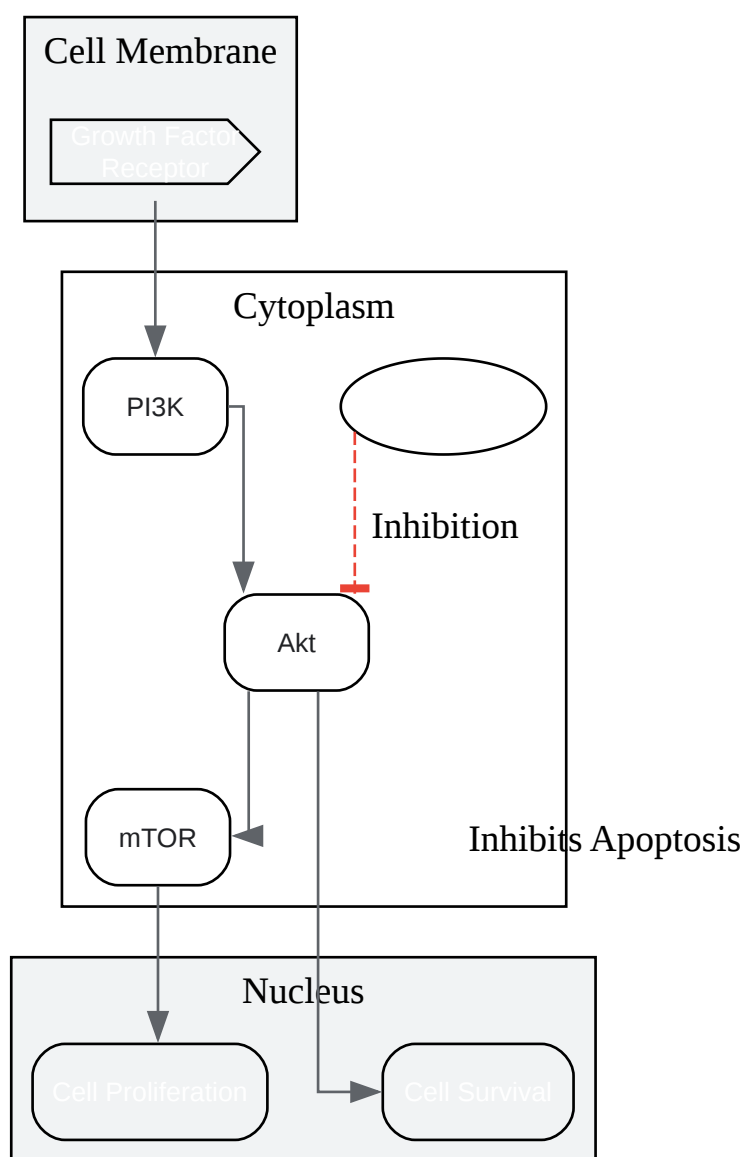 Cell Membrane
Growth Factor
Receptor
Cytoplasm
PI3K
Inhibition
Akt
mTOR
Inhibits Apoptosis
Nucleus
Cell Proliferation
Cell Survival